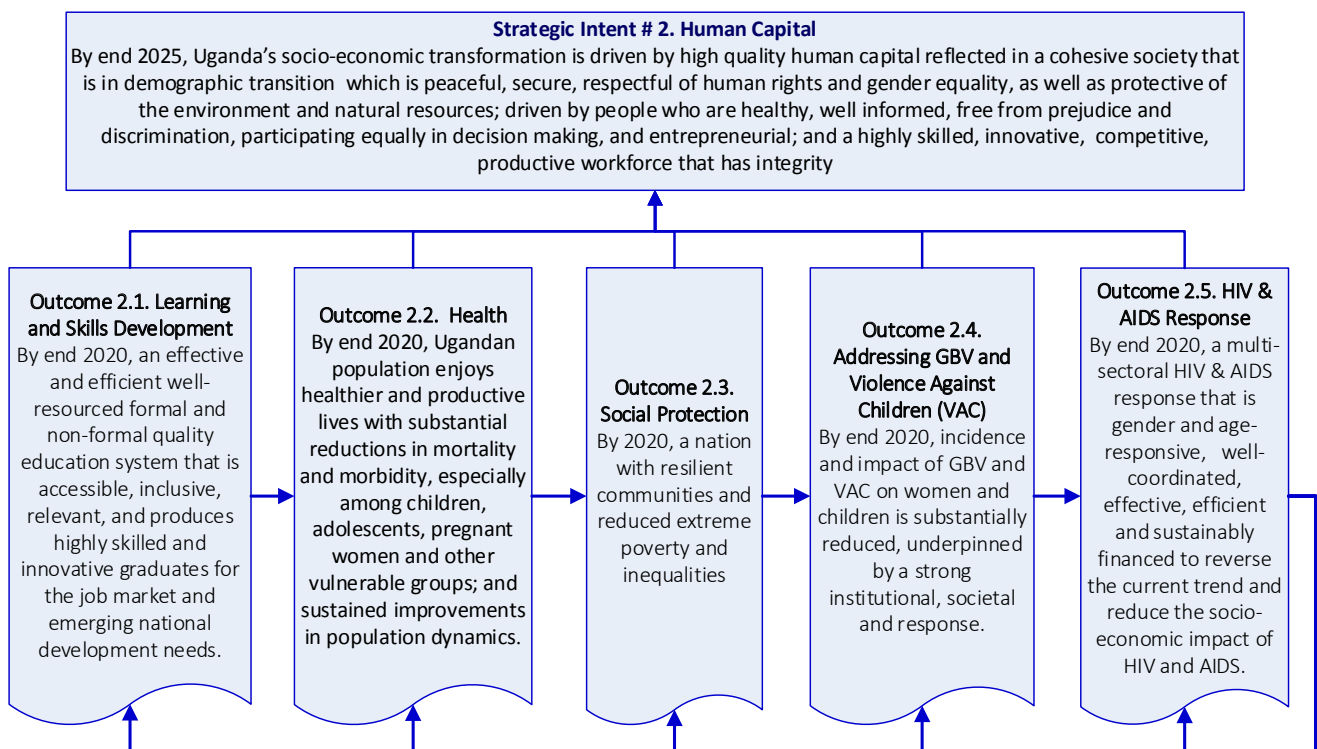 Strategic Intent # 2. Human Capital
By end 2025, Uganda’s socio-economic transformation is driven by high quality human capital reflected in a cohesive society that
is in demographic transition which is peaceful, secure, respectful of human rights and gender equality, as well as protective of
the environment and natural resources; driven by people who are healthy, well informed, free from prejudice and
discrimination, participating equally in decision making, and entrepreneurial; and a highly skilled, innovative, competitive,
productive workforce that has integrity
Outcome 2.1. Learning
and Skills Development
By end 2020, an effective
and efficient well-
resourced formal and
non-formal quality
education system that is
accessible, inclusive,
relevant, and produces
highly skilled and
innovative graduates for
the job market and
emerging national
development needs.
Outcome 2.2. Health
By end 2020, Ugandan
population enjoys
healthier and productive
lives with substantial
reductions in mortality
and morbidity, especially
among children,
adolescents, pregnant
women and other
vulnerable groups; and
sustained improvements
in population dynamics.
Outcome 2.3.
Social Protection
By 2020, a nation
with resilient
communities and
reduced extreme
poverty and
inequalities
Outcome 2.4.
Addressing GBV and
Violence Against
Children (VAC)
By end 2020, incidence
and impact of GBV and
VAC on women and
children is substantially
reduced, underpinned
by a strong
institutional, societal
and response.
Outcome 2.5. HIV &
AIDS Response
By end 2020, a multi-
sectoral HIV & AIDS
response that is
gender and age-
responsive, well-
coordinated,
effective, efficient
and sustainably
financed to reverse
the current trend and
reduce the socio-
economic impact of
HIV and AIDS.